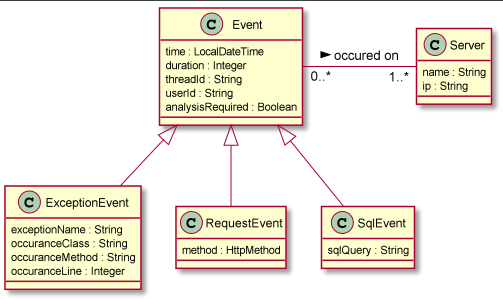 C Event
time : LocalDateTime
duration : Integer
threadId : String
userId : String
analysisRequired : Boolean
► occured on
0..*
1..*
C Server
name : String
ip : String
C ExceptionEvent
exceptionName : String
occuranceClass : String
occuranceMethod : String
occuranceLine : Integer
C RequestEvent
method : HttpMethod
C SqlEvent
sqlQuery : String